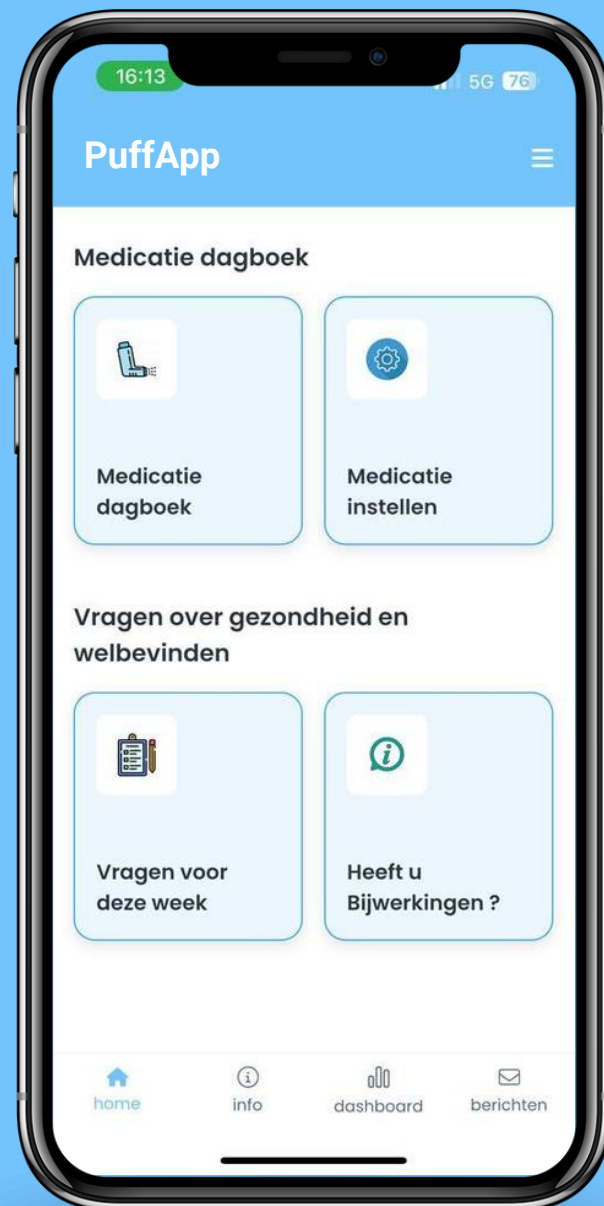 16:13
5G 76
PuffApp
Medicatie dagboek
Medicatie
dagboek
Medicatie
instellen
Vragen over gezondheid en
welbevinden
Vragen voor
deze week
Heeft u
Bijwerkingen ?
home
info
dashboard
berichten